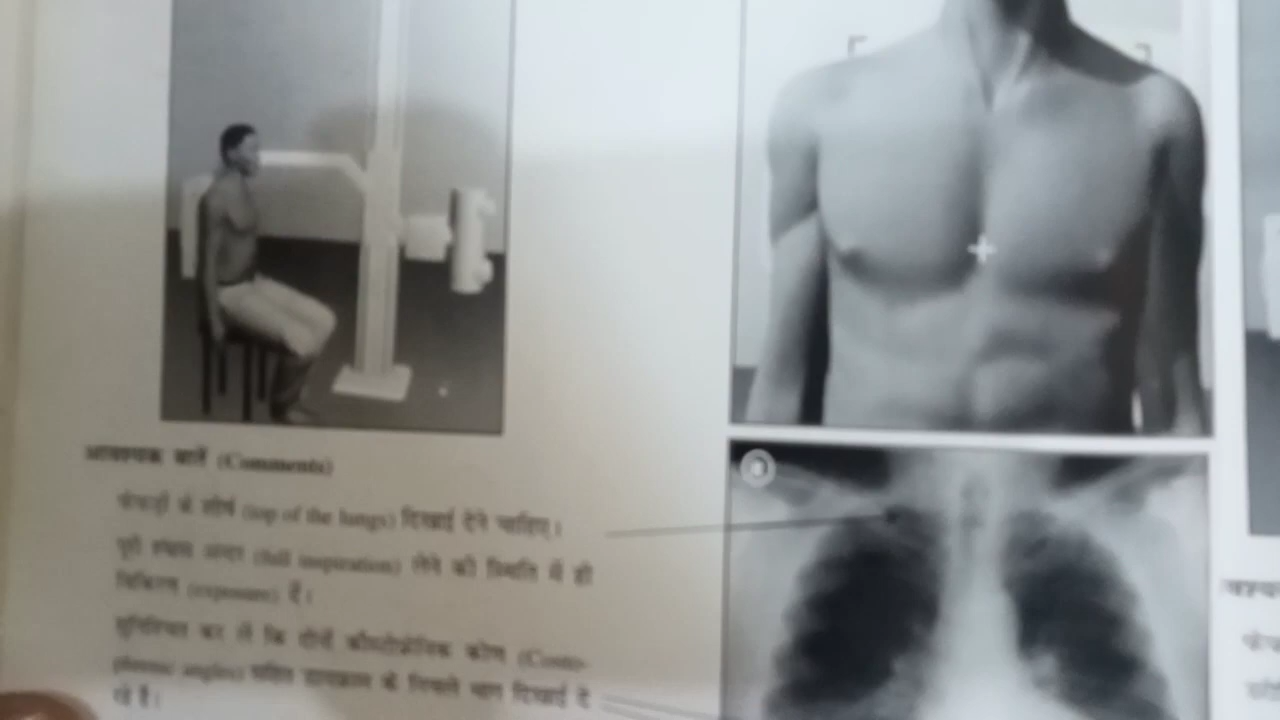 आवश्यक बातें (Comments)
फेफड़ों के शीर्ष (top of the lungs) दिखाई देने चाहिए।
पूरी श्वास अन्दर (full inspiration) लेने की स्थिति में ही
विकिरण (exposure) दें।
सुनिश्चित कर लें कि दोनों कौस्टोफ्रेनिक कोण (Costo-
phrenic angles) सहित डायफ्राम के निचले भाग दिखाई दे
रहे हैं।